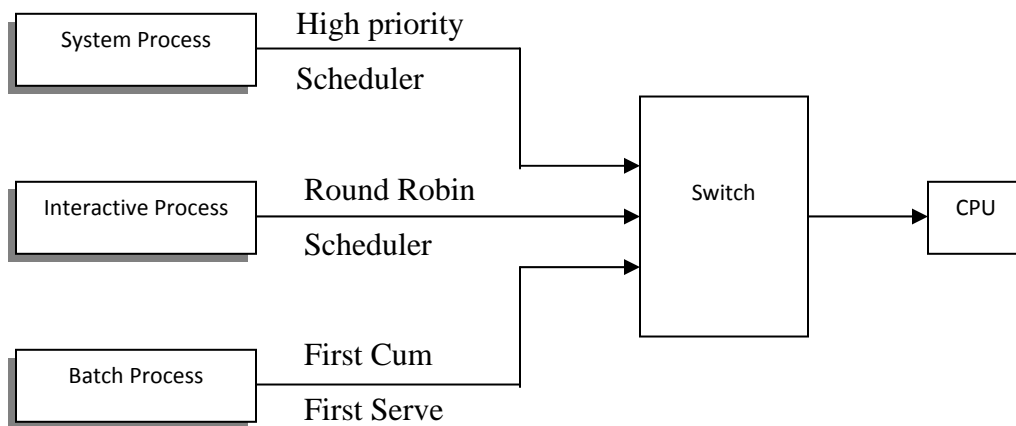 System Process
High priority
Scheduler
Interactive Process
Round Robin
Scheduler
Switch
CPU
Batch Process
First Cum
First Serve